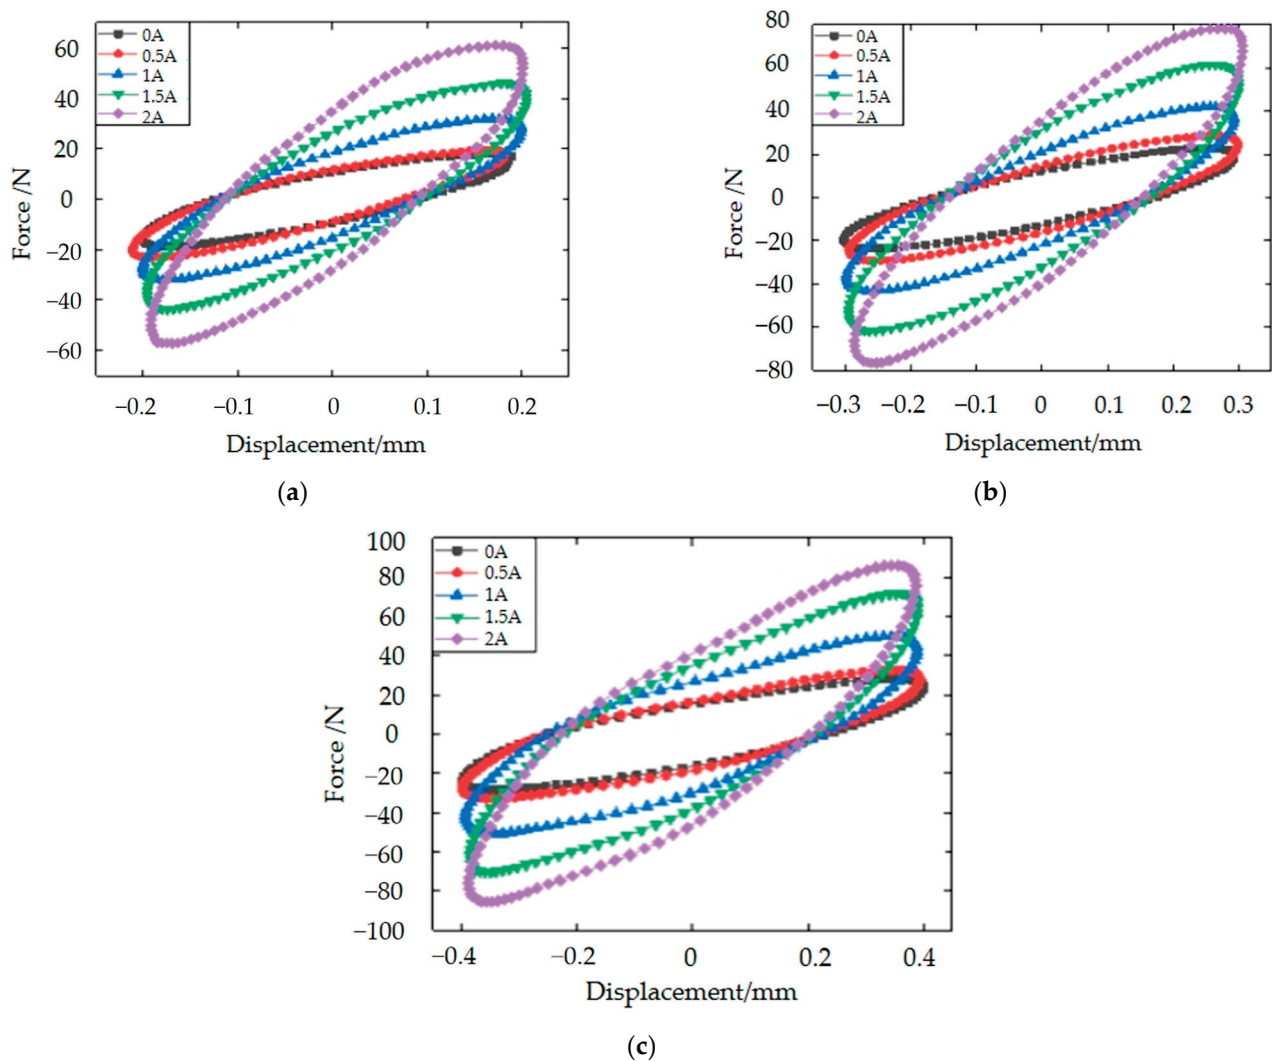 0A
0.5A
1A
1.5A
2A
60
40
20
0
−20
−40
−60
Force /N
−0.2 −0.1 0 0.1 0.2
Displacement/mm
(a)
0A
0.5A
1A
1.5A
2A
80
60
40
20
0
−20
−40
−60
−80
Force /N
−0.3 −0.2 −0.1 0 0.1 0.2 0.3
Displacement/mm
(b)
0A
0.5A
1A
1.5A
2A
100
80
60
40
20
0
−20
−40
−60
−80
−100
Force /N
−0.4 −0.2 0 0.2 0.4
Displacement/mm
(c)